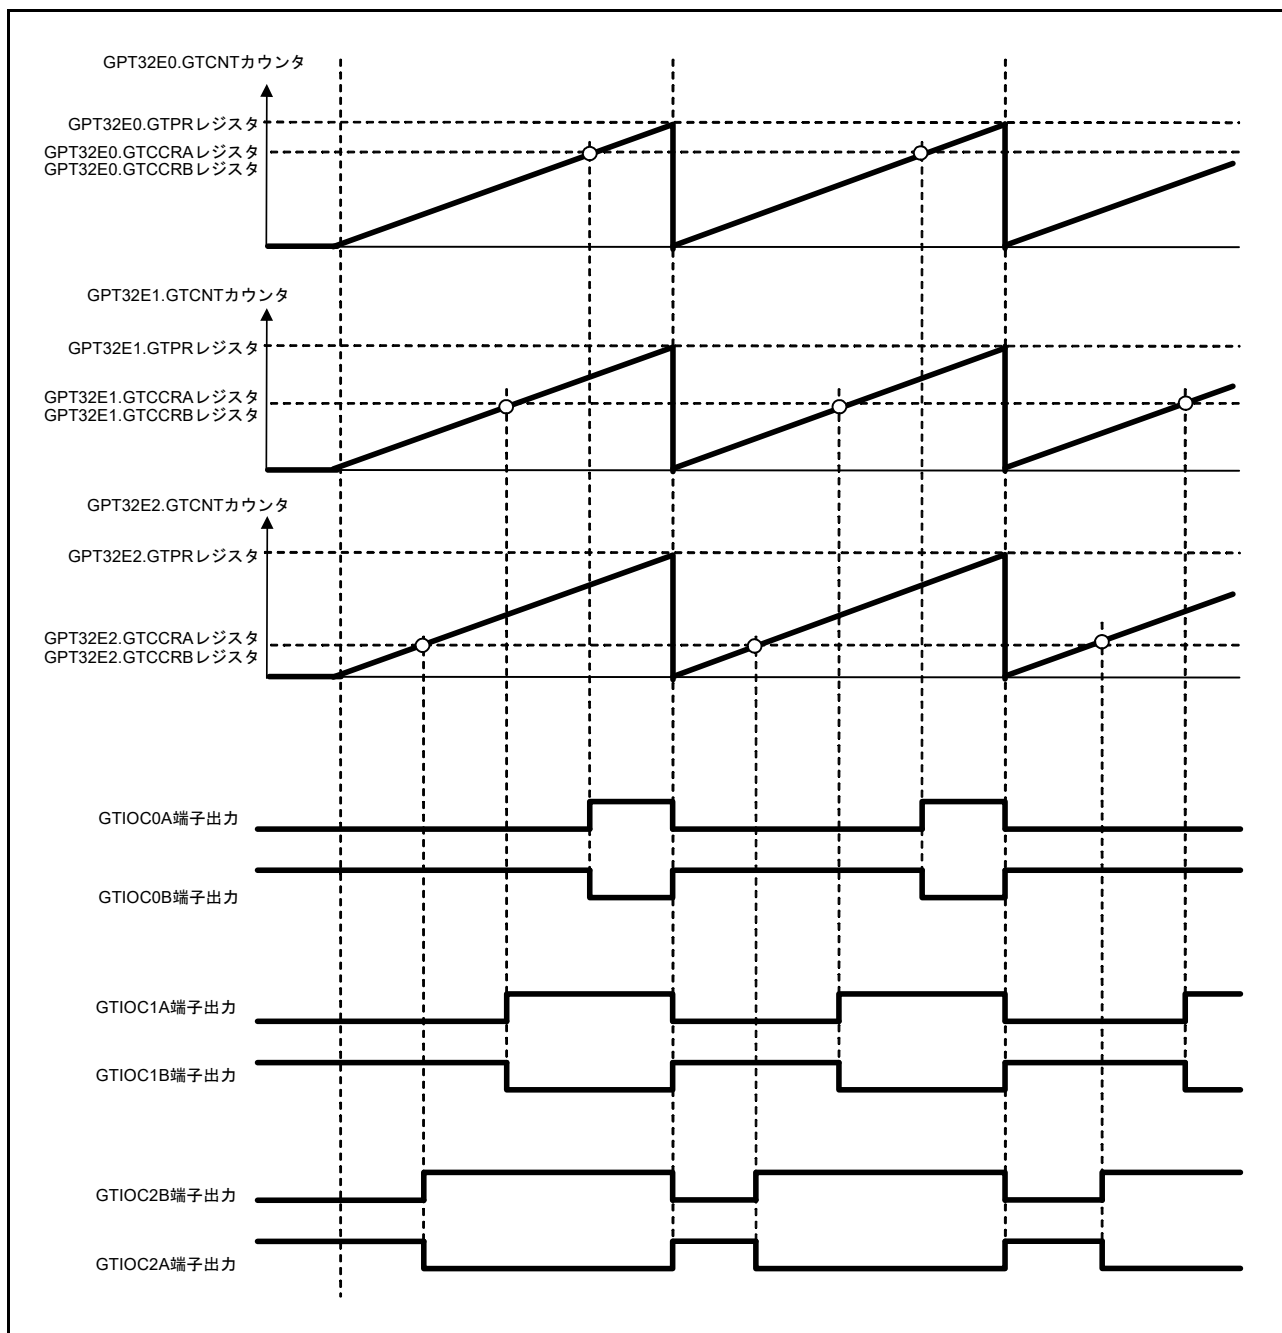 GPT32E0.GTCNTカウンタ
GPT32E0.GTPRレジスタ
GPT32E0.GTCCRAレジスタ
GPT32E0.GTCCRBレジスタ
GPT32E1.GTCNTカウンタ
GPT32E1.GTPRレジスタ
GPT32E1.GTCCRAレジスタ
GPT32E1.GTCCRBレジスタ
GPT32E2.GTCNTカウンタ
GPT32E2.GTPRレジスタ
GPT32E2.GTCCRAレジスタ
GPT32E2.GTCCRBレジスタ
GTIOC0A端子出力
GTIOC0B端子出力
GTIOC1A端子出力
GTIOC1B端子出力
GTIOC2B端子出力
GTIOC2A端子出力